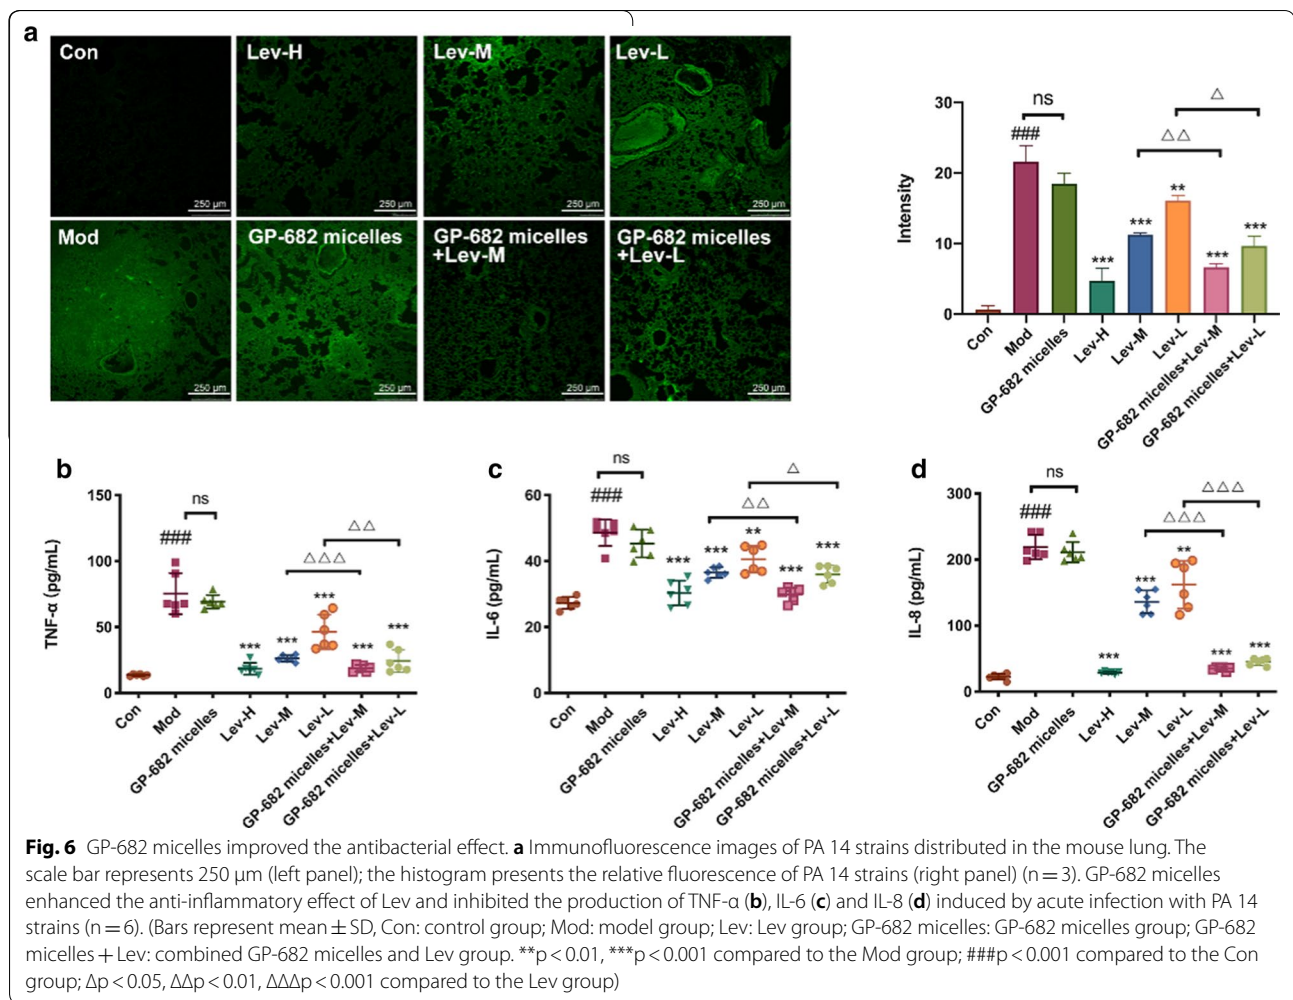 a
Con
Lev-H
Lev-M
Lev-L
250 µm
250 µm
250 µm
250 µm
Mod
GP-682 micelles
GP-682 micelles
+Lev-M
GP-682 micelles
+Lev-L
250 µm
250 µm
250 µm
250 µm
Intensity
30
20
10
0
ns
###
△
△△
***
***
**
***
***
Con
Mod
GP-682 micelles
Lev-H
Lev-M
Lev-L
GP-682 micelles+Lev-M
GP-682 micelles+Lev-L
b
TNF-α (pg/mL)
150
100
50
0
ns
###
△△
△△△
***
***
***
***
***
Con
Mod
GP-682 micelles
Lev-H
Lev-M
Lev-L
GP-682 micelles+Lev-M
GP-682 micelles+Lev-L
c
IL-6 (pg/mL)
60
40
20
0
ns
###
△
△△
***
***
**
***
***
Con
Mod
GP-682 micelles
Lev-H
Lev-M
Lev-L
GP-682 micelles+Lev-M
GP-682 micelles+Lev-L
d
IL-8 (pg/mL)
300
200
100
0
ns
###
△△△
△△△
***
***
**
***
***
Con
Mod
GP-682 micelles
Lev-H
Lev-M
Lev-L
GP-682 micelles+Lev-M
GP-682 micelles+Lev-L
Fig. 6 GP-682 micelles improved the antibacterial effect. a Immunofluorescence images of PA 14 strains distributed in the mouse lung. The
scale bar represents 250 µm (left panel); the histogram presents the relative fluorescence of PA 14 strains (right panel) (n = 3). GP-682 micelles
enhanced the anti-inflammatory effect of Lev and inhibited the production of TNF-α (b), IL-6 (c) and IL-8 (d) induced by acute infection with PA 14
strains (n = 6). (Bars represent mean ± SD, Con: control group; Mod: model group; Lev: Lev group; GP-682 micelles: GP-682 micelles group; GP-682
micelles + Lev: combined GP-682 micelles and Lev group. **p < 0.01, ***p < 0.001 compared to the Mod group; ###p < 0.001 compared to the Con
group; Δp < 0.05, ΔΔp < 0.01, ΔΔΔp < 0.001 compared to the Lev group)